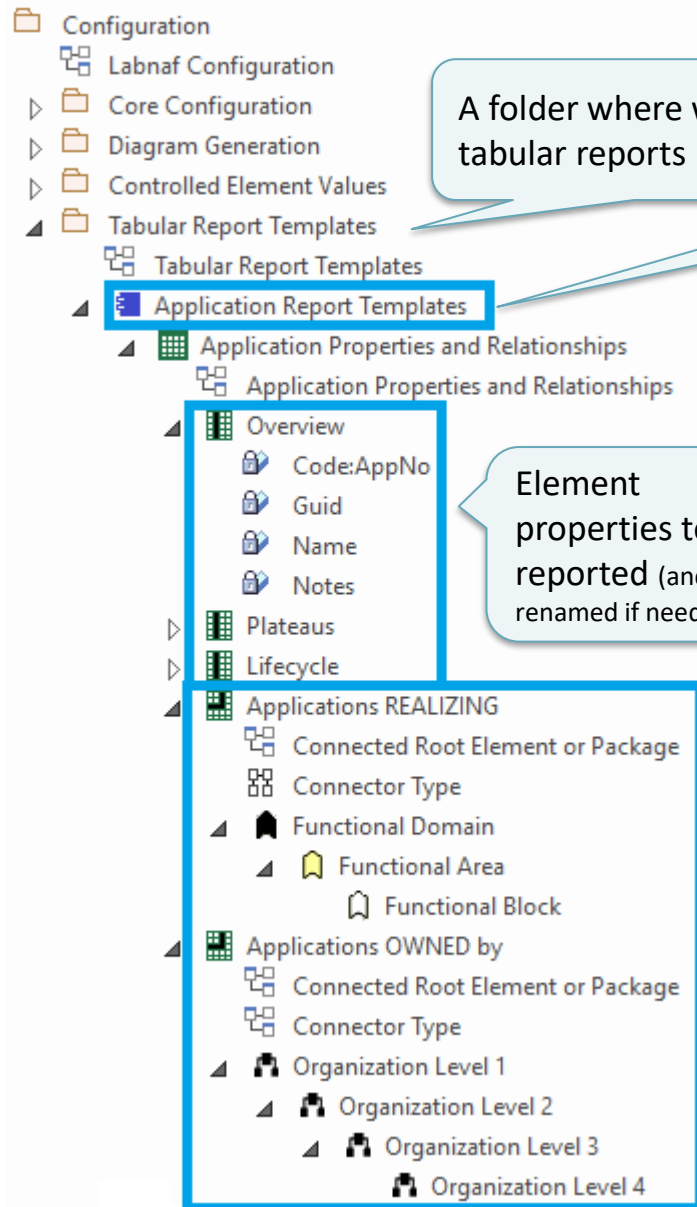 Configuration
Labnaf Configuration
Core Configuration
Diagram Generation
Controlled Element Values
Tabular Report Templates
Tabular Report Templates
Application Report Templates
Application Properties and Relationships
Application Properties and Relationships
Overview
Code:AppNo
Guid
Name
Notes
Plateaus
Lifecycle
Applications REALIZING
Connected Root Element or Package
Connector Type
Functional Domain
Functional Area
Functional Block
Applications OWNED by
Connected Root Element or Package
Connector Type
Organization Level 1
Organization Level 2
Organization Level 3
Organization Level 4
A folder where
tabular reports
Element
properties
reported
renamed if